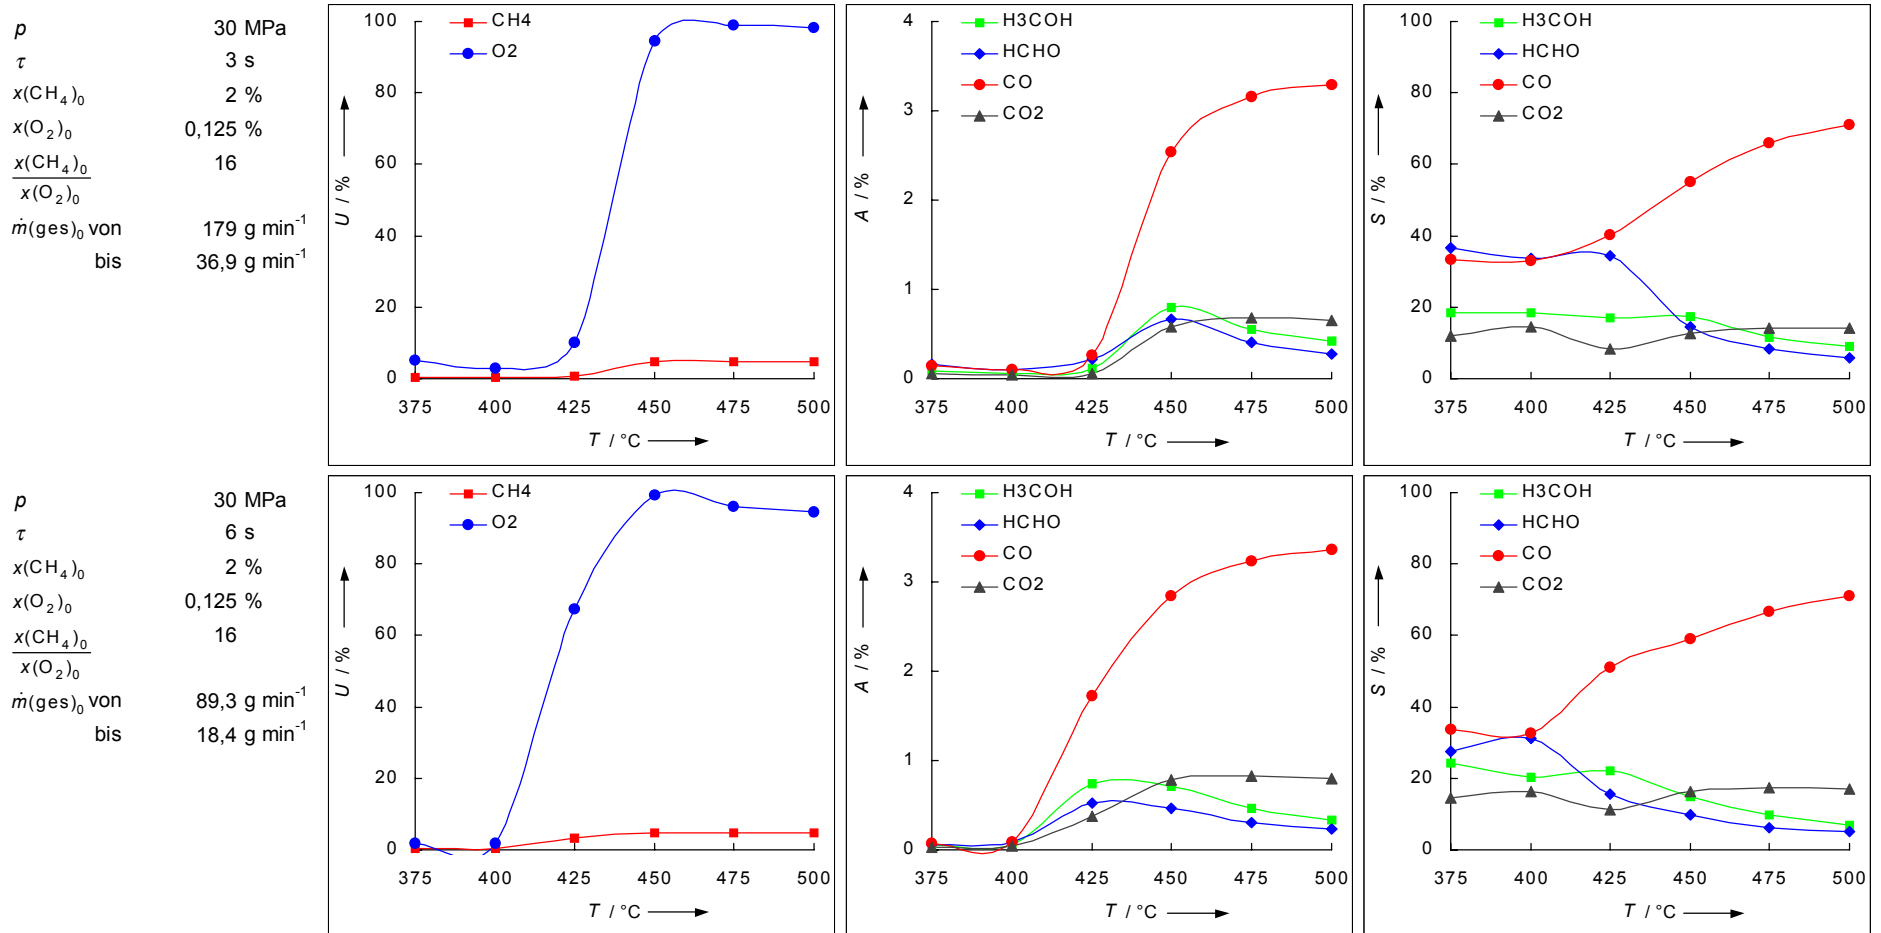 p 30 MPa
τ 3 s
x(CH4)0 2 %
x(O2)0 0,125 %
x(CH4)0 16
x(O2)0
ṁ(ges)0 von 179 g min-1
bis 36,9 g min-1
CH4
O2
100
80
60
40
20
0
U / %
375 400 425 450 475 500
T / °C
H3COH
HCHO
CO
CO2
4
3
2
1
0
A / %
375 400 425 450 475 500
T / °C
H3COH
HCHO
CO
CO2
100
80
60
40
20
0
S / %
375 400 425 450 475 500
T / °C
p 30 MPa
τ 6 s
x(CH4)0 2 %
x(O2)0 0,125 %
x(CH4)0 16
x(O2)0
ṁ(ges)0 von 89,3 g min-1
bis 18,4 g min-1
CH4
O2
100
80
60
40
20
0
U / %
375 400 425 450 475 500
T / °C
H3COH
HCHO
CO
CO2
4
3
2
1
0
A / %
375 400 425 450 475 500
T / °C
H3COH
HCHO
CO
CO2
100
80
60
40
20
0
S / %
375 400 425 450 475 500
T / °C